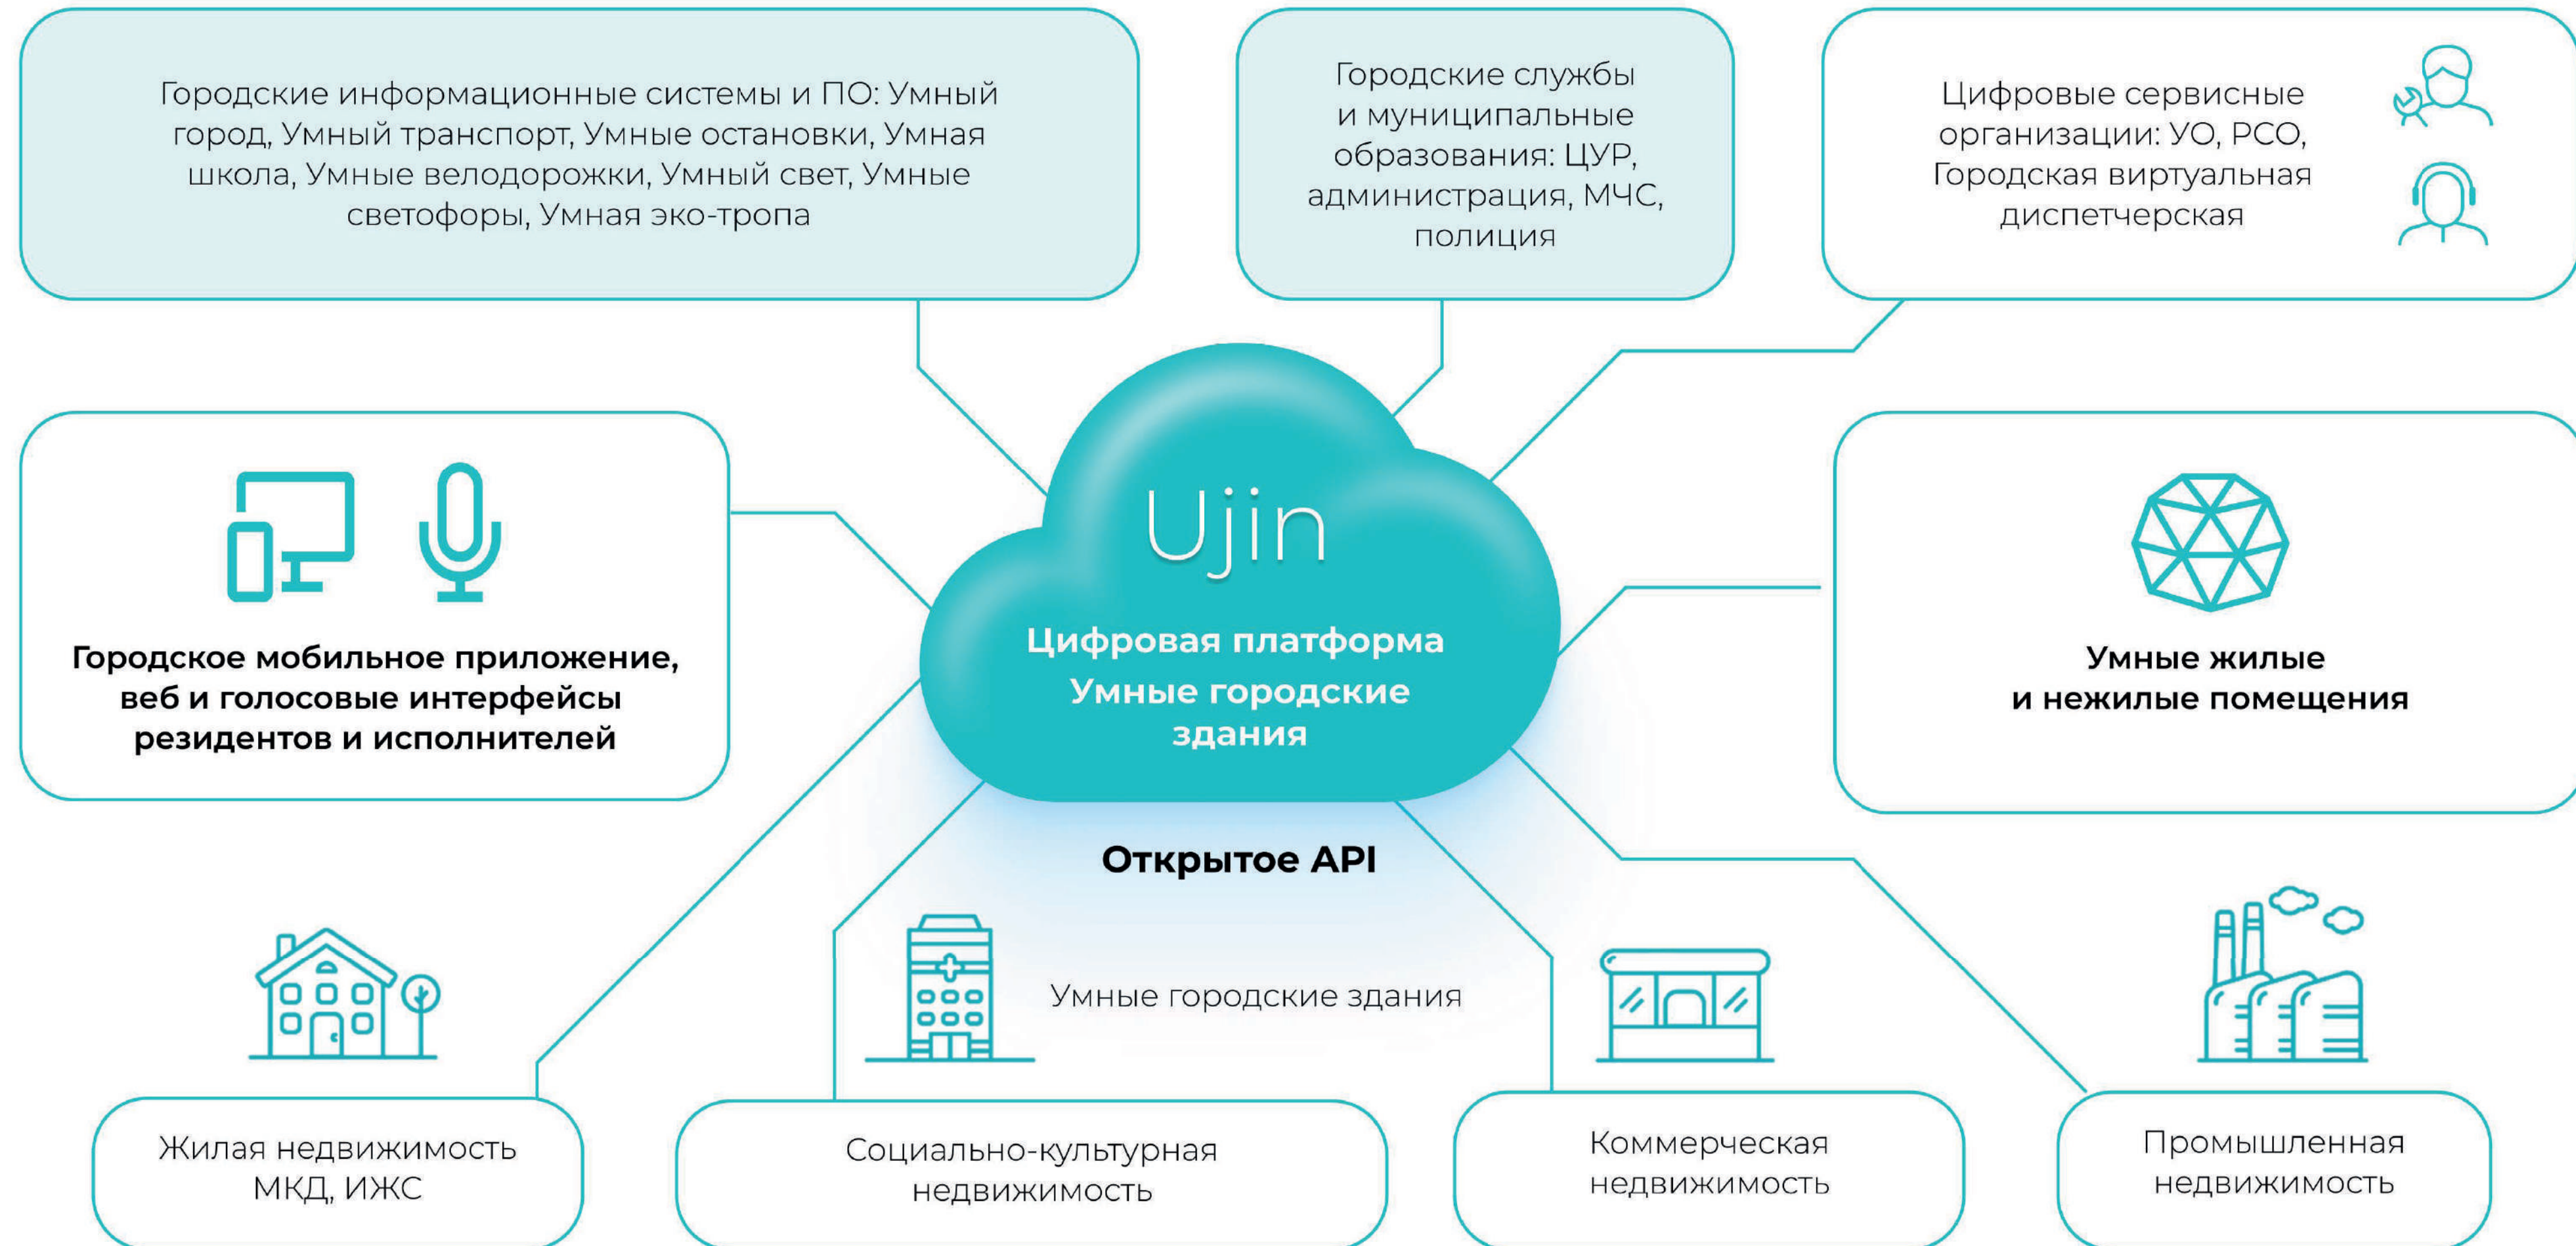 Городские информационные системы и ПО: Умный
город, Умный транспорт, Умные остановки, Умная
школа, Умные велодорожки, Умный свет, Умные
светофоры, Умная эко-тропа
Городские службы
и муниципальные
образования: ЦУР,
администрация, МЧС,
полиция
Цифровые сервисные
организации: УО, РСО,
Городская виртуальная
диспетчерская
Городское мобильное приложение,
веб и голосовые интерфейсы
резидентов и исполнителей
Ujin
Цифровая платформа
Умные городские
здания
Умные жилые
и нежилые помещения
Открытое API
Умные городские здания
Жилая недвижимость
МКД, ИЖС
Социально-культурная
недвижимость
Коммерческая
недвижимость
Промышленная
недвижимость